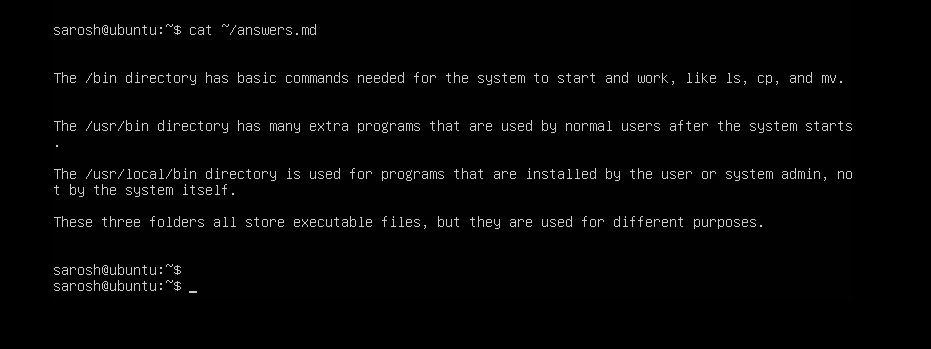 sarosh@ubuntu:~$ cat ~/answers.md
The /bin directory has basic commands needed for the system to start and work, like ls, cp, and mv.
The /usr/bin directory has many extra programs that are used by normal users after the system starts
.
The /usr/local/bin directory is used for programs that are installed by the user or system admin, no
t by the system itself.
These three folders all store executable files, but they are used for different purposes.
sarosh@ubuntu:~$
sarosh@ubuntu:~$ _